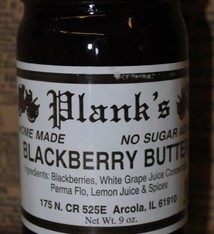 Plank's
HOME MADE NO SUGAR
BLACKBERRY BUTTE
Ingredients: Blackberries, White Grape Juice
Perma Flo, Lemon Juice & Spices
175 N. CR 525E Arcola, IL 61910
Net Wt. 9 oz.